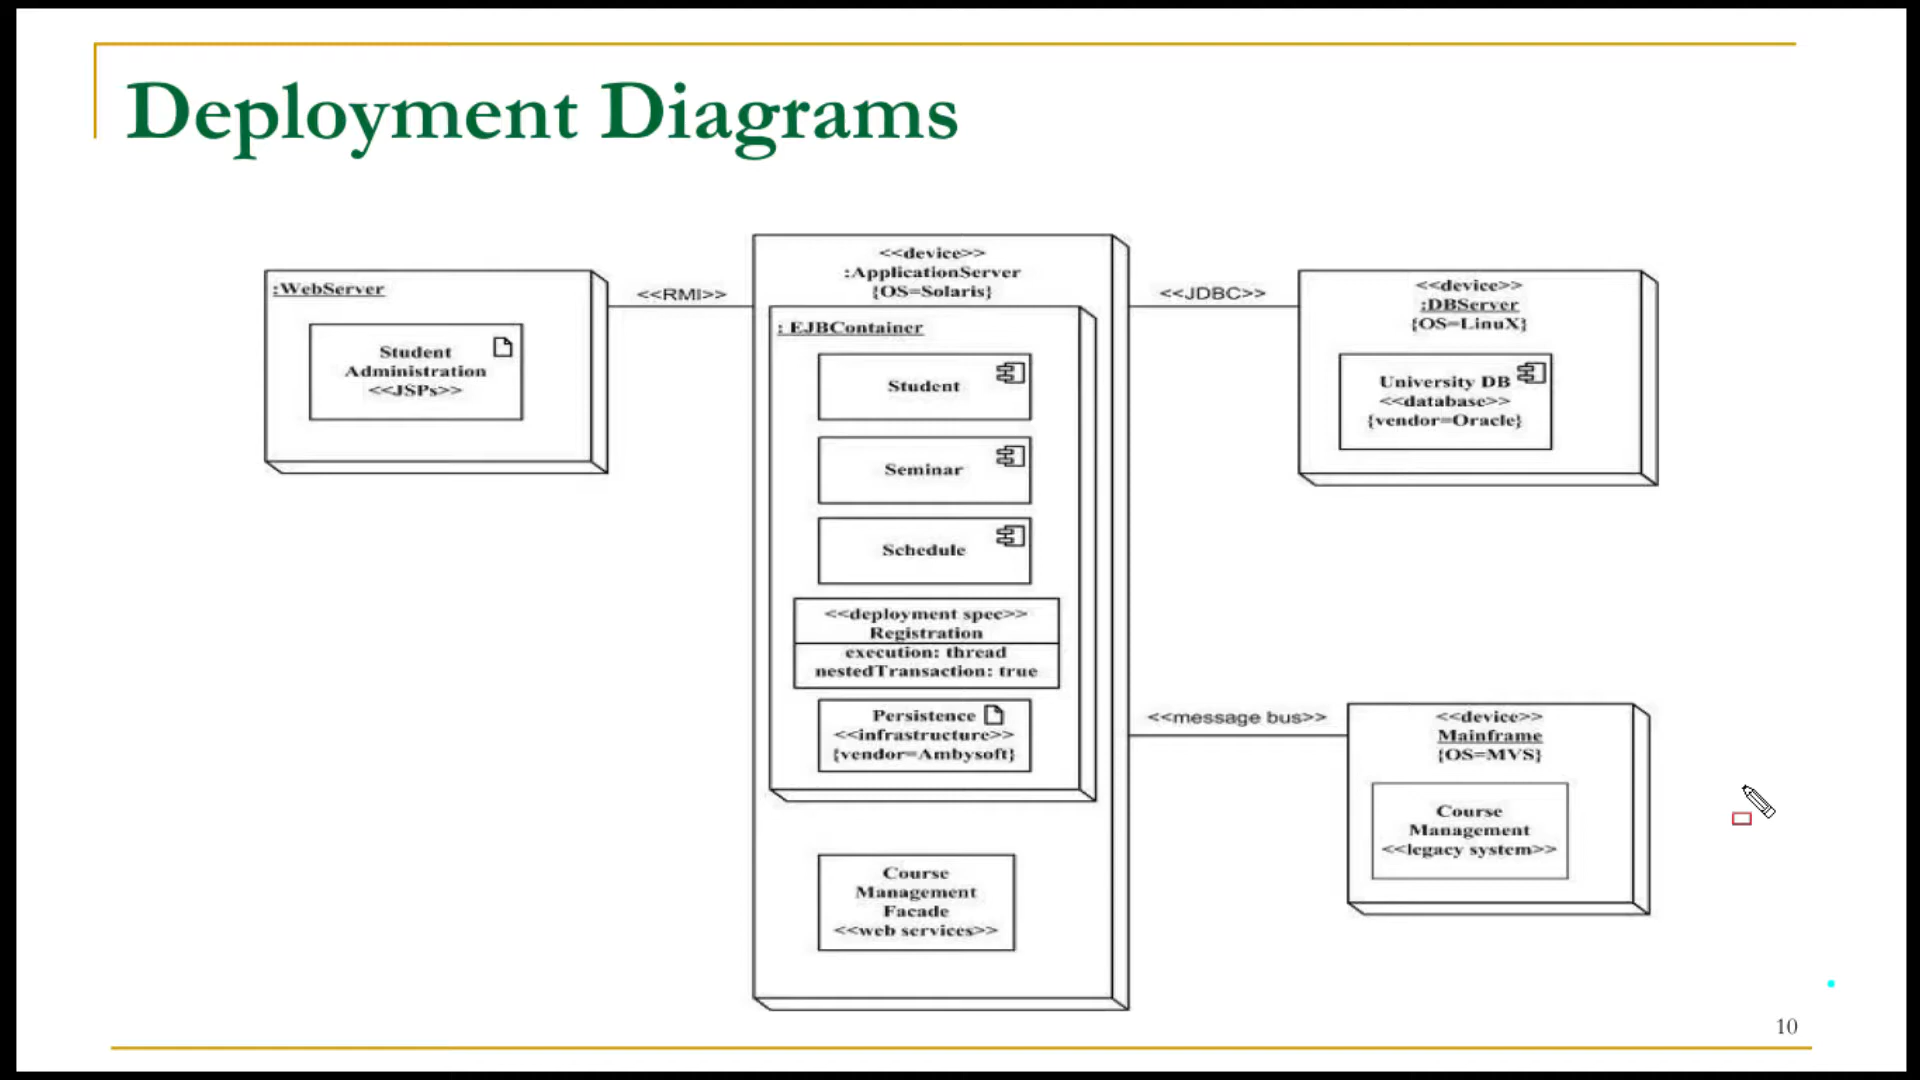 Deployment Diagrams
:WebServer
Student
Administration
<<JSPs>>
<<RMI>>
<<device>>
:ApplicationServer
{OS=Solaris}
: EJBContainer
Student
Seminar
Schedule
<<deployment spec>>
Registration
execution: thread
nestedTransaction: true
Persistence
<<infrastructure>>
{vendor=Ambysoft}
Course
Management
Facade
<<web services>>
<<JDBC>>
<<device>>
:DBServer
{OS=LinuX}
University DB
<<database>>
{vendor=Oracle}
<<message bus>>
<<device>>
Mainframe
{OS=MVS}
Course
Management
<<legacy system>>
10